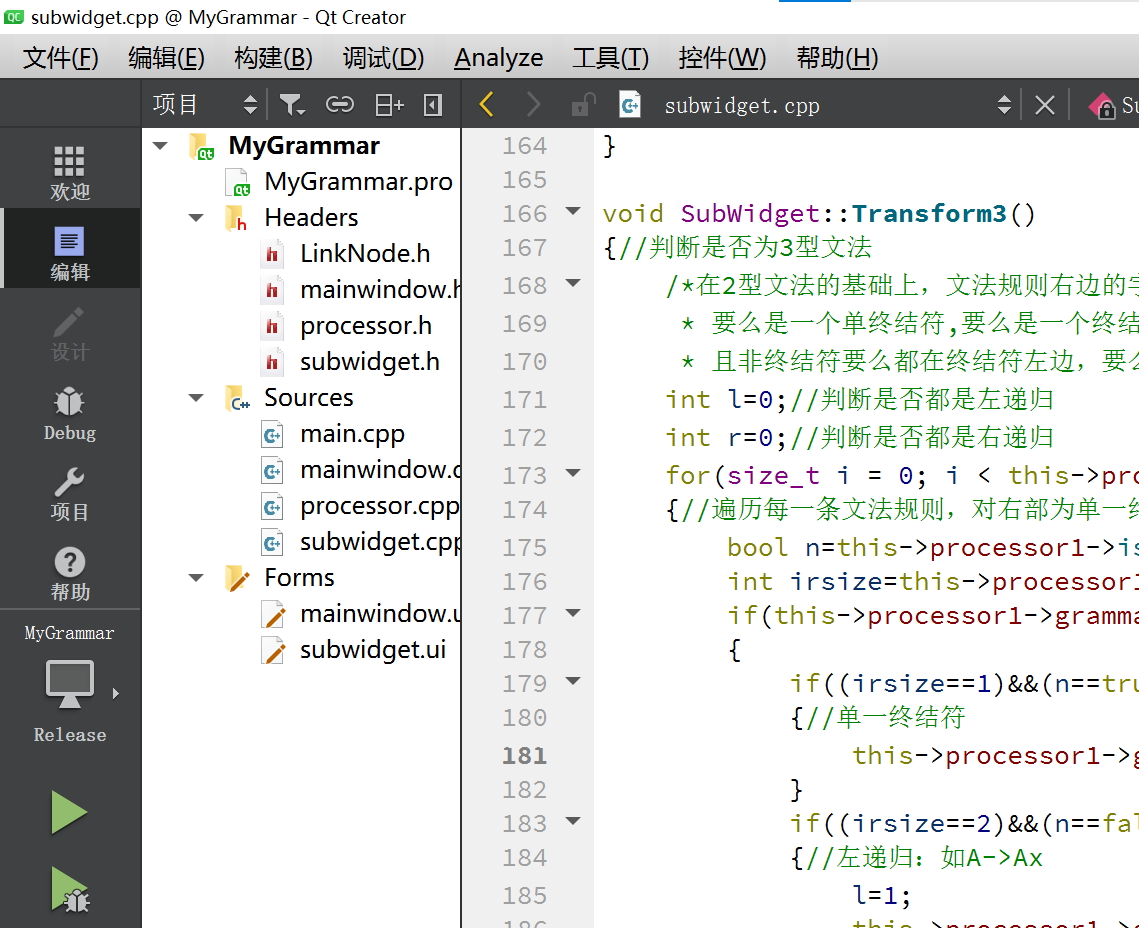 subwidget.cpp @ MyGrammar - Qt Creator
文件(F) 编辑(E) 构建(B) 调试(D) Analyze 工具(T) 控件(W) 帮助(H)
项目
subwidget.cpp
欢迎
编辑
设计
Debug
项目
帮助
MyGrammar
Release
MyGrammar
MyGrammar.pro
Headers
LinkNode.h
mainwindow.h
processor.h
subwidget.h
Sources
main.cpp
mainwindow.c
processor.cpp
subwidget.cpp
Forms
mainwindow.u
subwidget.ui
164 }
165
166 void SubWidget::Transform3()
167 {//判断是否为3型文法
168 /*在2型文法的基础上，文法规则右边的字
169 * 要么是一个单终结符,要么是一个终结
170 * 且非终结符要么都在终结符左边，要么
171 int l=0;//判断是否都是左递归
172 int r=0;//判断是否都是右递归
173 for(size_t i = 0; i < this->pro
174 {//遍历每一条文法规则，对右部为单一终
175 bool n=this->processor1->is
176 int irsize=this->processor1
177 if(this->processor1->gramma
178 {
179 if((irsize==1)&&(n==tru
180 {//单一终结符
181 this->processor1->g
182 }
183 if((irsize==2)&&(n==fal
184 {//左递归：如A->Ax
185 l=1;
186 this->processor1->g